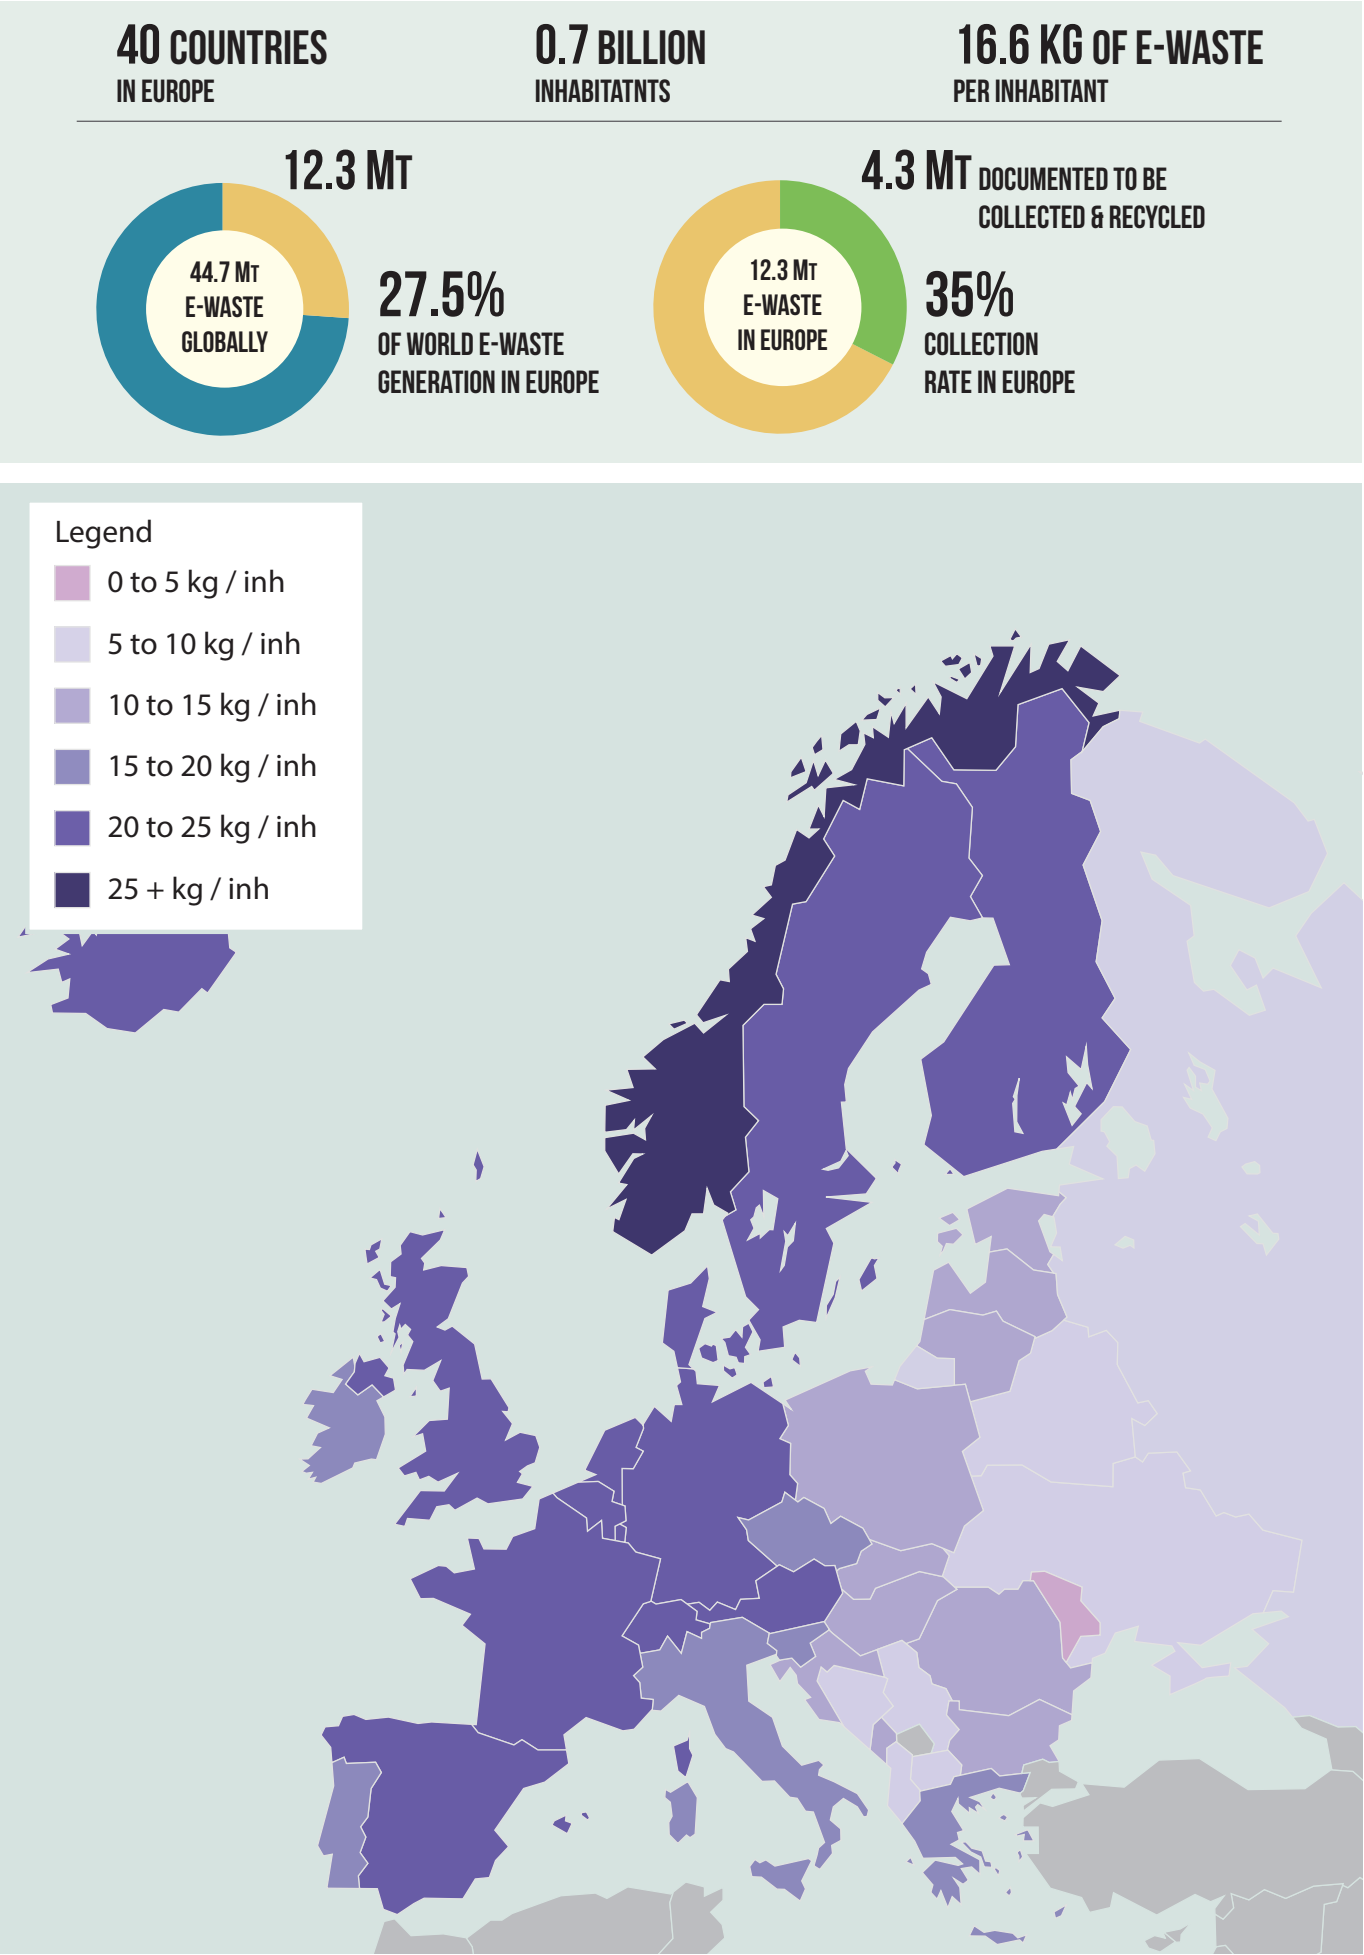 40 COUNTRIES
IN EUROPE
0.7 BILLION
INHABITATNTS
16.6 KG OF E-WASTE
PER INHABITANT
12.3 MT
44.7 MT
E-WASTE
GLOBALLY
27.5%
OF WORLD E-WASTE
GENERATION IN EUROPE
4.3 MT DOCUMENTED TO BE
COLLECTED & RECYCLED
12.3 MT
E-WASTE
IN EUROPE
35%
COLLECTION
RATE IN EUROPE
Legend
0 to 5 kg / inh
5 to 10 kg / inh
10 to 15 kg / inh
15 to 20 kg / inh
20 to 25 kg / inh
25 + kg / inh